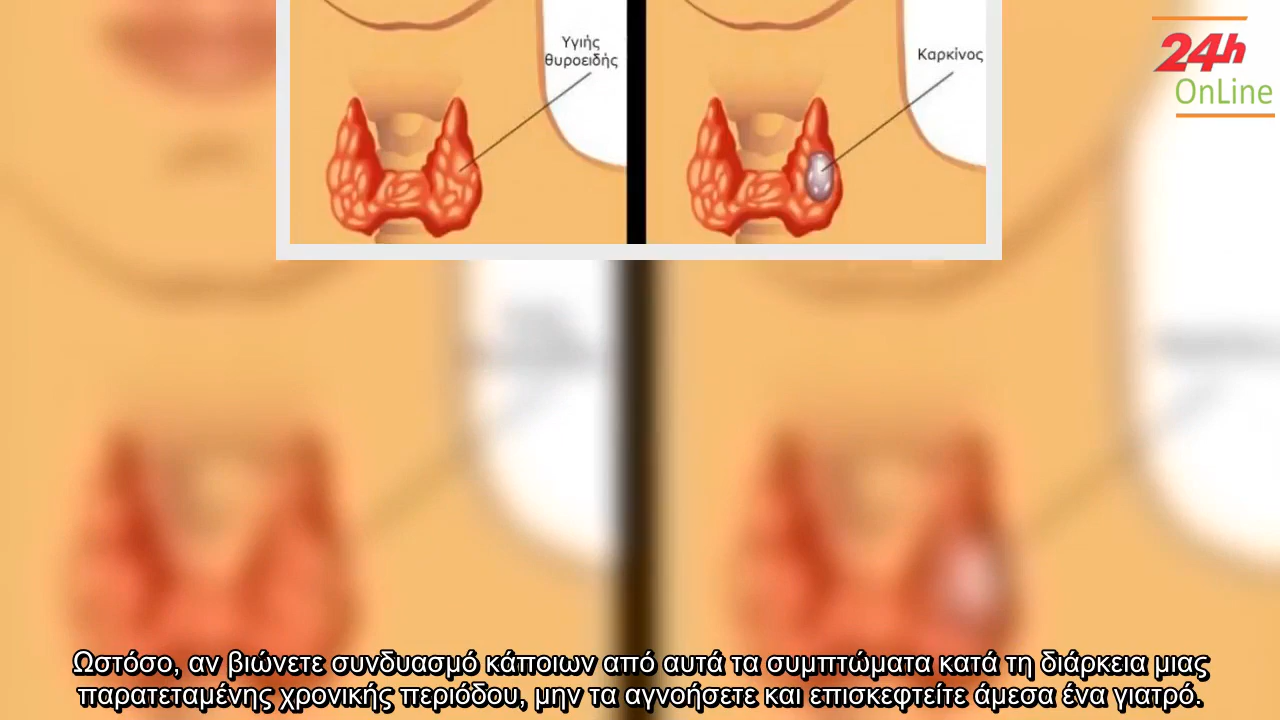 Υγιής
θυροειδής
Καρκίνος
24h
OnLine
Ωστόσο, αν βιώνετε συνδυασμό κάποιων από αυτά τα συμπτώματα κατά τη διάρκεια μιας
παρατεταμένης χρονικής περιόδου, μην τα αγνοήσετε και επισκεφτείτε άμεσα ένα γιατρό.